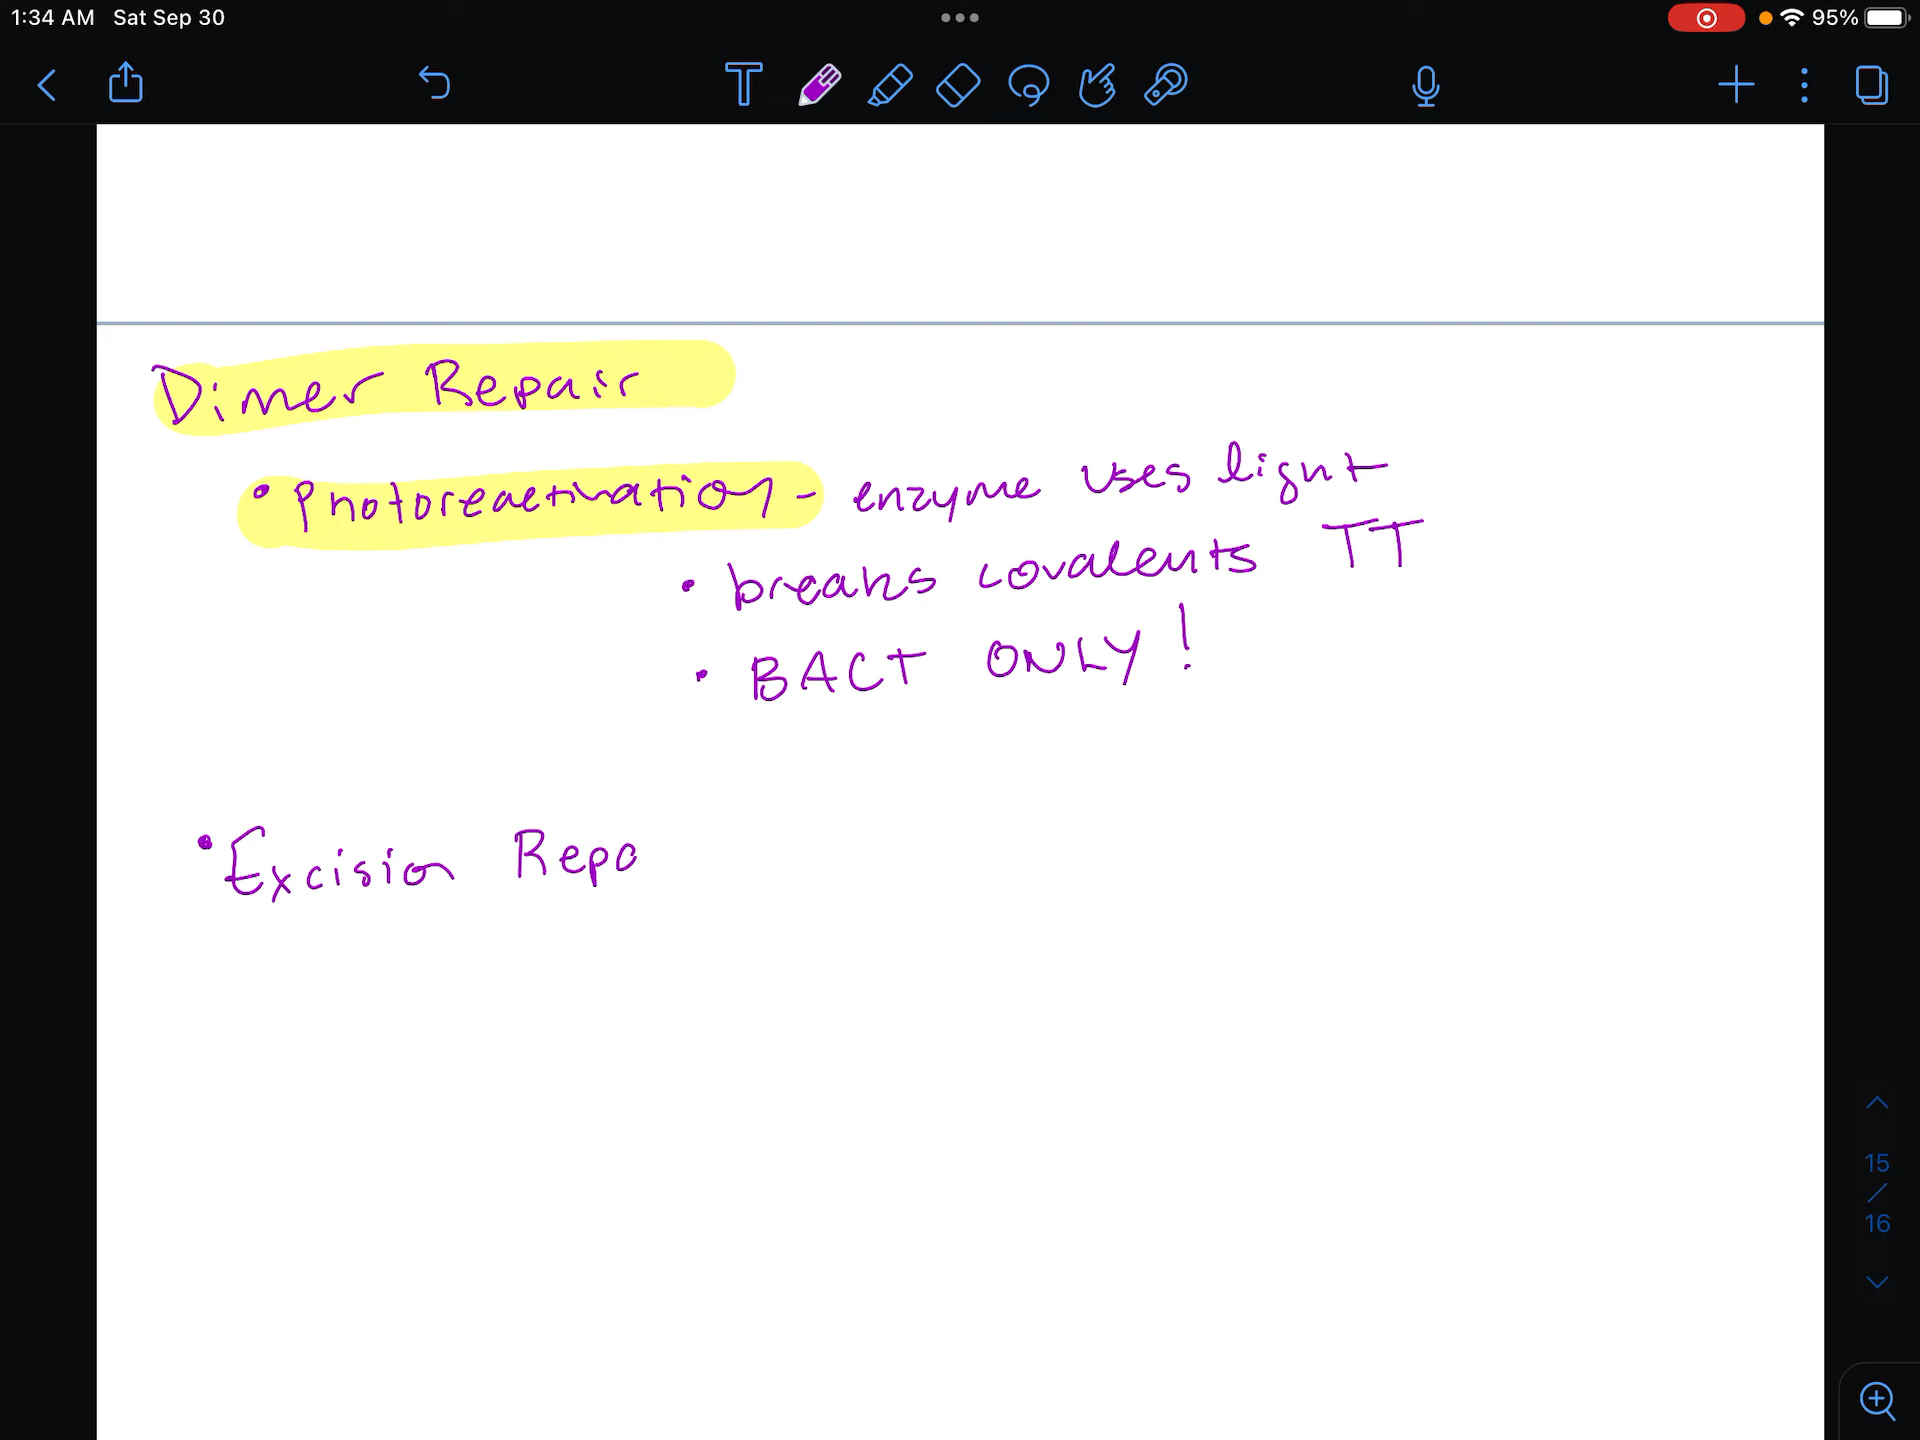 1:34 AM Sat Sep 30
95%
Dimer Repair
• Photoreactivation - enzyme uses light
• breaks covalents TT
• BACT ONLY!
• Excision Repa
15
/
16